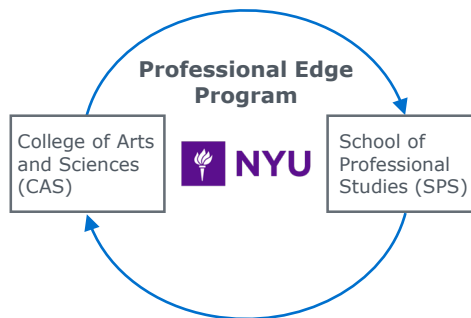 Professional Edge
Program
College of Arts
and Sciences
(CAS)
NYU
School of
Professional
Studies (SPS)